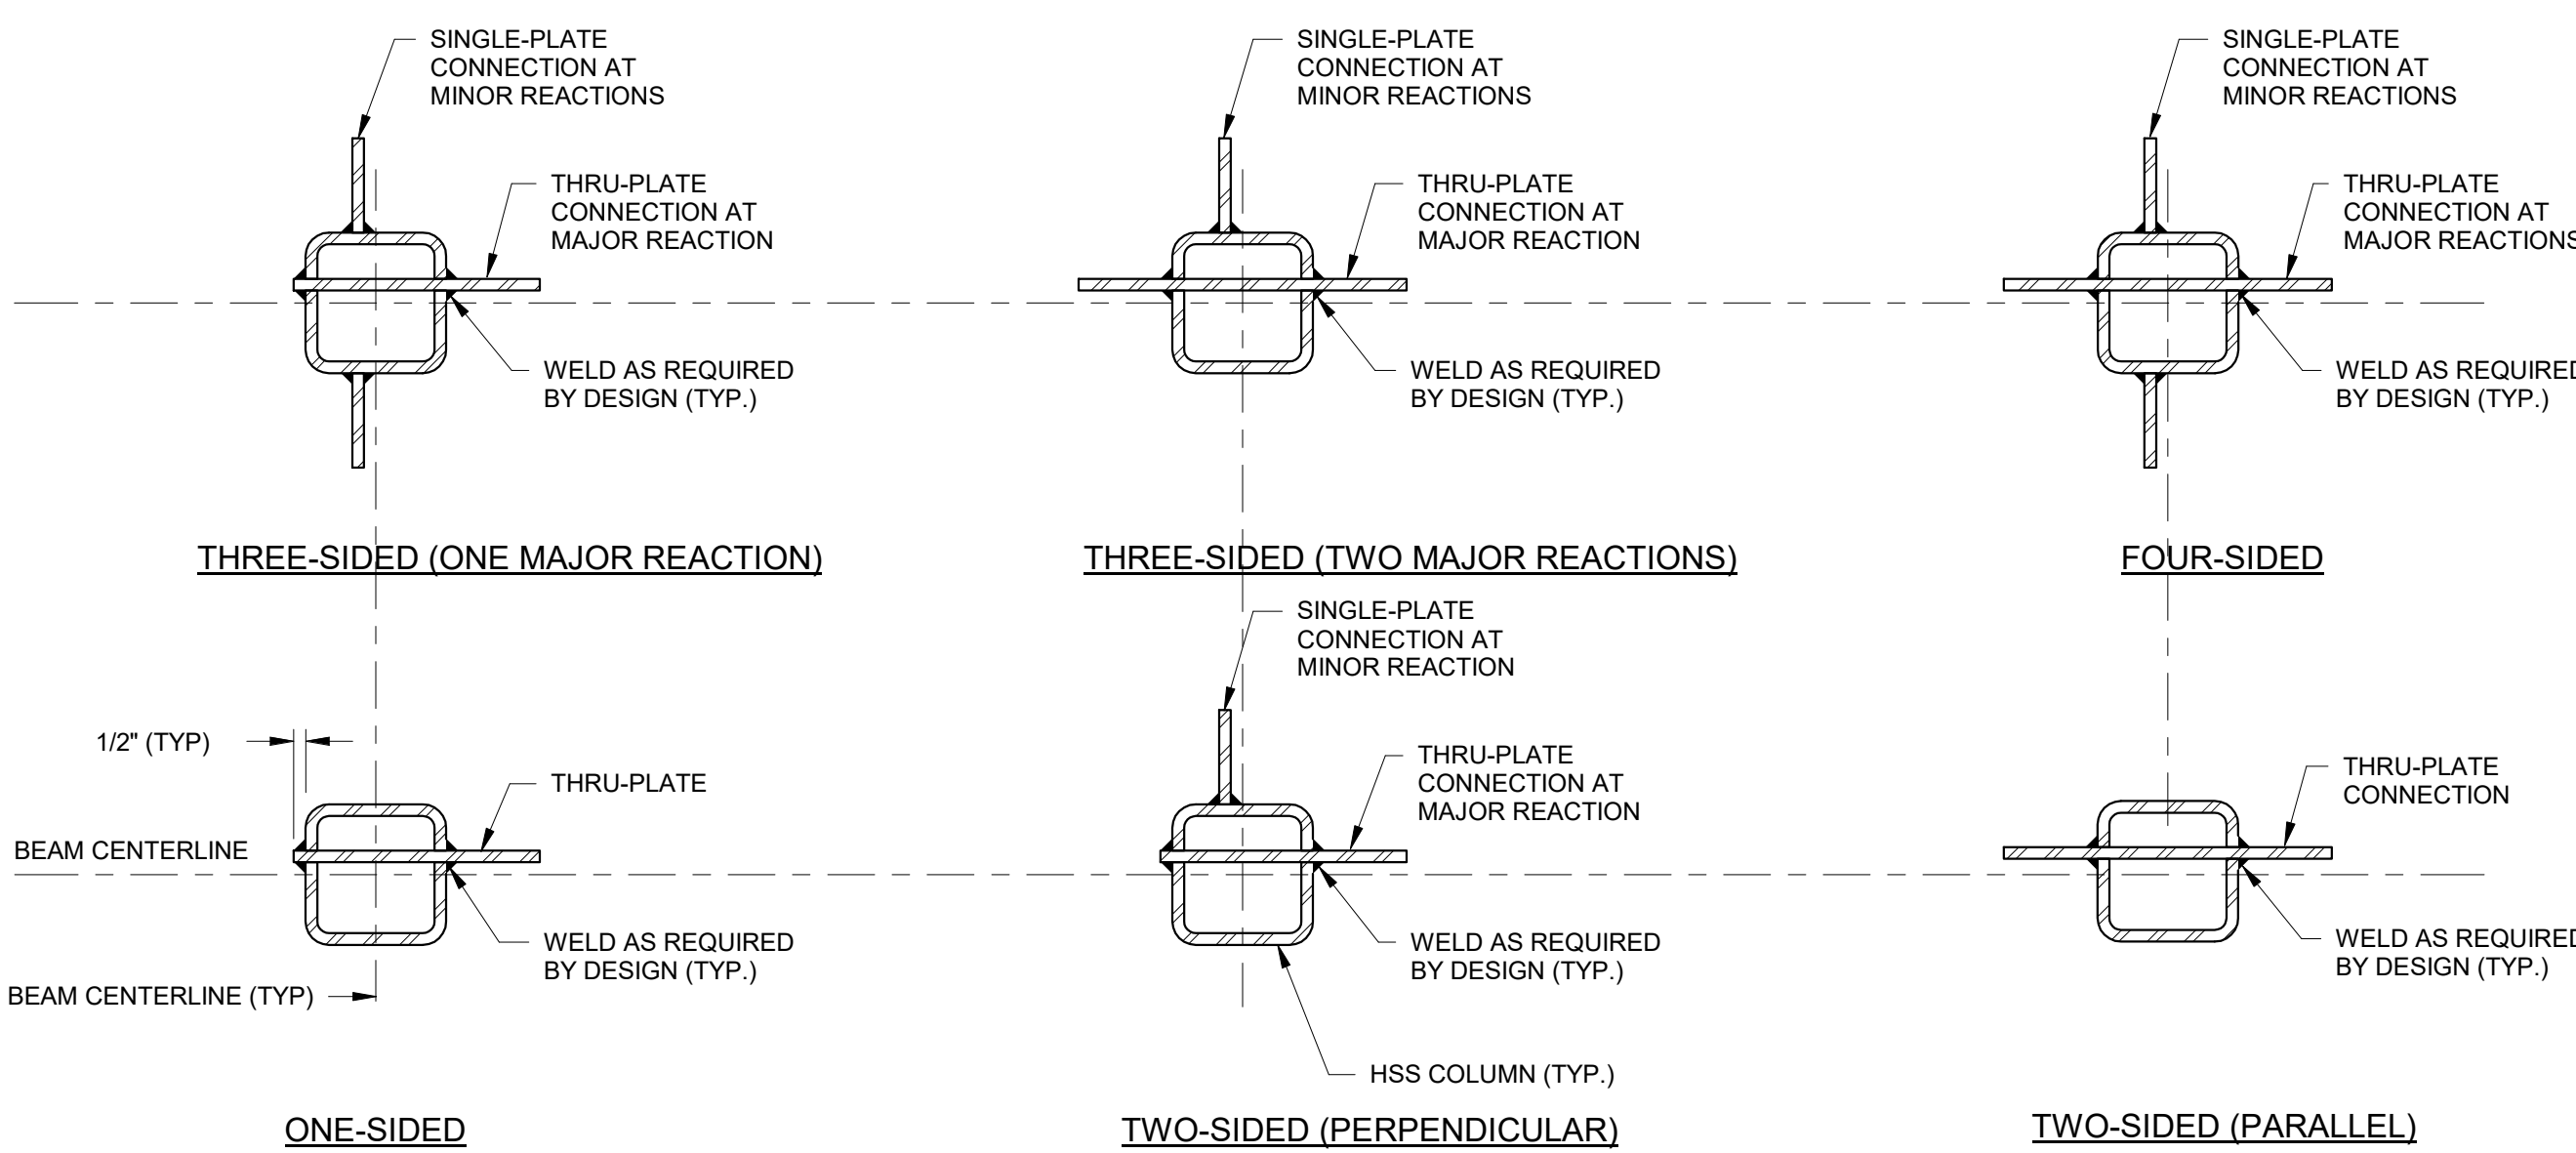 SINGLE-PLATE
CONNECTION AT
MINOR REACTIONS
THRU-PLATE
CONNECTION AT
MAJOR REACTION
WELD AS REQUIRED
BY DESIGN (TYP.)
THREE-SIDED (ONE MAJOR REACTION)
SINGLE-PLATE
CONNECTION AT
MINOR REACTIONS
THRU-PLATE
CONNECTION AT
MAJOR REACTION
WELD AS REQUIRED
BY DESIGN (TYP.)
THREE-SIDED (TWO MAJOR REACTIONS)
SINGLE-PLATE
CONNECTION AT
MINOR REACTIONS
THRU-PLATE
CONNECTION AT
MAJOR REACTIONS
WELD AS REQUIRED
BY DESIGN (TYP.)
FOUR-SIDED
1/2" (TYP)
THRU-PLATE
BEAM CENTERLINE
WELD AS REQUIRED
BY DESIGN (TYP.)
BEAM CENTERLINE (TYP)
ONE-SIDED
SINGLE-PLATE
CONNECTION AT
MINOR REACTION
THRU-PLATE
CONNECTION AT
MAJOR REACTION
WELD AS REQUIRED
BY DESIGN (TYP.)
HSS COLUMN (TYP.)
TWO-SIDED (PERPENDICULAR)
THRU-PLATE
CONNECTION
WELD AS REQUIRED
BY DESIGN (TYP.)
TWO-SIDED (PARALLEL)